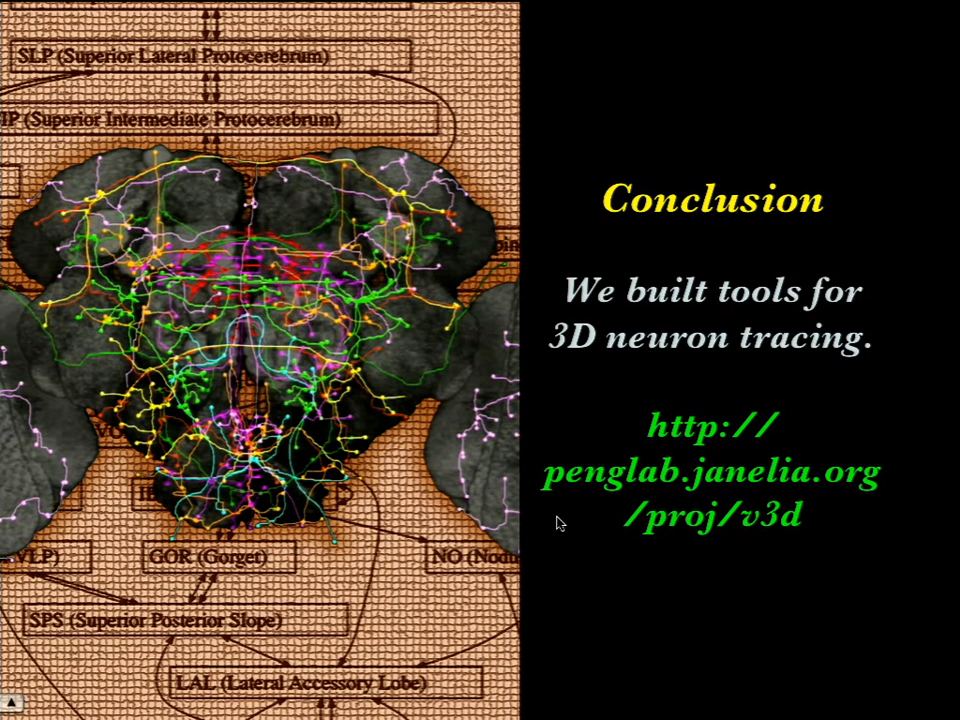 SLP (Superior Lateral Protocerebrum)
IP (Superior Intermediate Protocerebrum)
Conclusion
We built tools for
3D neuron tracing.
http://
penglab.janelia.org
/proj/v3d
VLP)
GOR (Gorget)
NO (Nodu
SPS (Superior Posterior Slope)
LAL (Lateral Accessory Lobe)